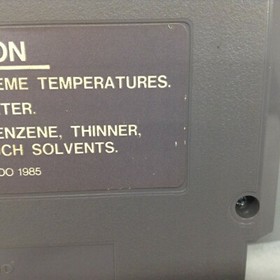 ON
EME TEMPERATURES.
TER.
ENZENE, THINNER,
CH SOLVENTS.
DO 1985